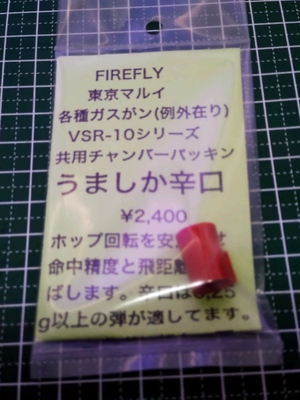 FIREFLY
東京マルイ
各種ガスガン(例外在り)
VSR-10シリーズ
共用チャンバーパッキン
うましか辛口
¥2,400
ホップ回転を安
命中精度と飛距離
ばします。辛口は0,25
g以上の弾が適してます。